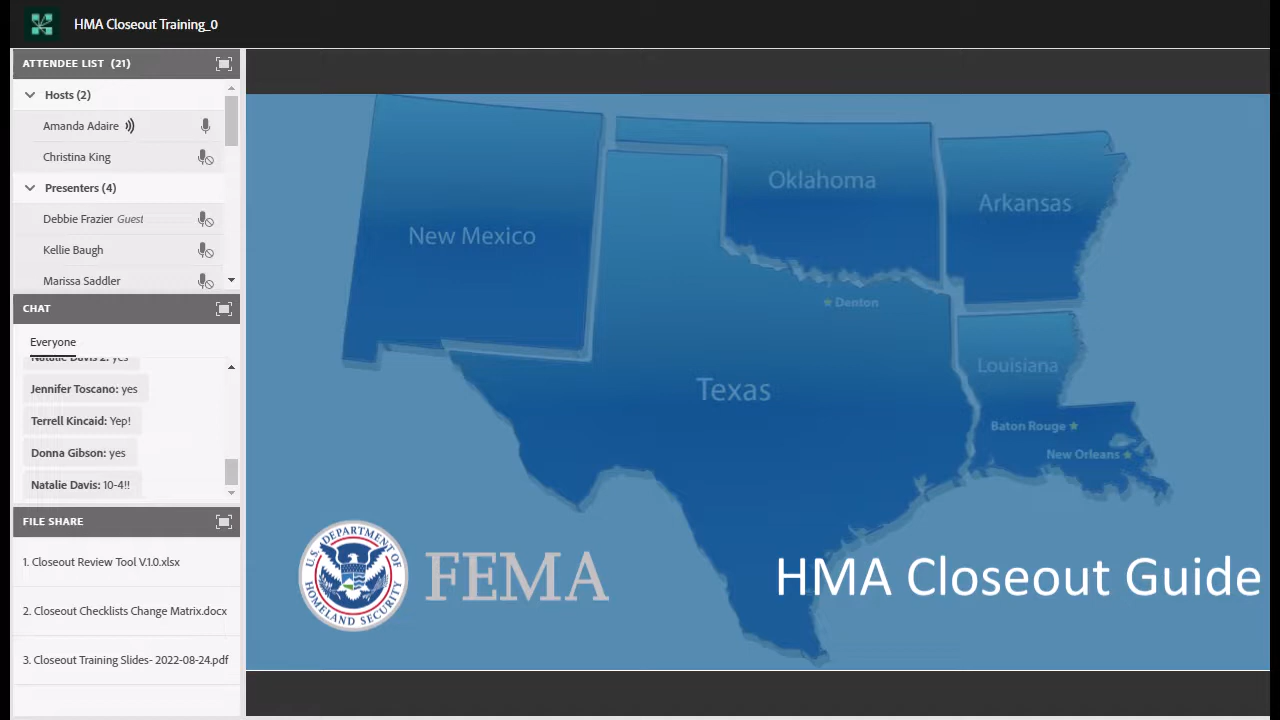 HMA Closeout Training_0
ATTENDEE LIST (21)
Hosts (2)
Amanda Adaire
Christina King
Presenters (4)
Debbie Frazier Guest
Kellie Baugh
Marissa Saddler
CHAT
Everyone
Natalie Davis 2: yes
Jennifer Toscano: yes
Terrell Kincaid: Yep!
Donna Gibson: yes
Natalie Davis: 10-4!!
FILE SHARE
1. Closeout Review Tool V.1.0.xlsx
2. Closeout Checklists Change Matrix.docx
3. Closeout Training Slides- 2022-08-24.pdf
New Mexico
Oklahoma
Arkansas
Denton
Texas
Louisiana
Baton Rouge
New Orleans
U.S. DEPARTMENT OF
HOMELAND SECURITY
FEMA
HMA Closeout Guide